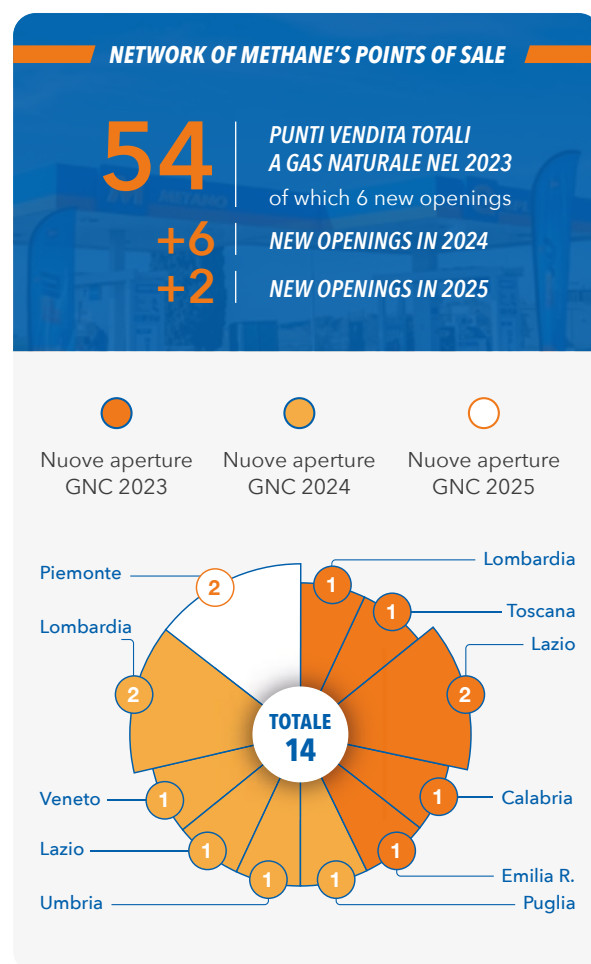 NETWORK OF METHANE'S POINTS OF SALE
54
PUNTI VENDITA TOTALI
A GAS NATURALE NEL 2023
of which 6 new openings
+6
NEW OPENINGS IN 2024
+2
NEW OPENINGS IN 2025
Nuove aperture
GNC 2023
Nuove aperture
GNC 2024
Nuove aperture
GNC 2025
Piemonte
2
Lombardia
2
Veneto
1
Lazio
1
Umbria
1
Lombardia
1
Toscana
1
Lazio
2
Calabria
1
Emilia R.
1
Puglia
1
TOTALE
14